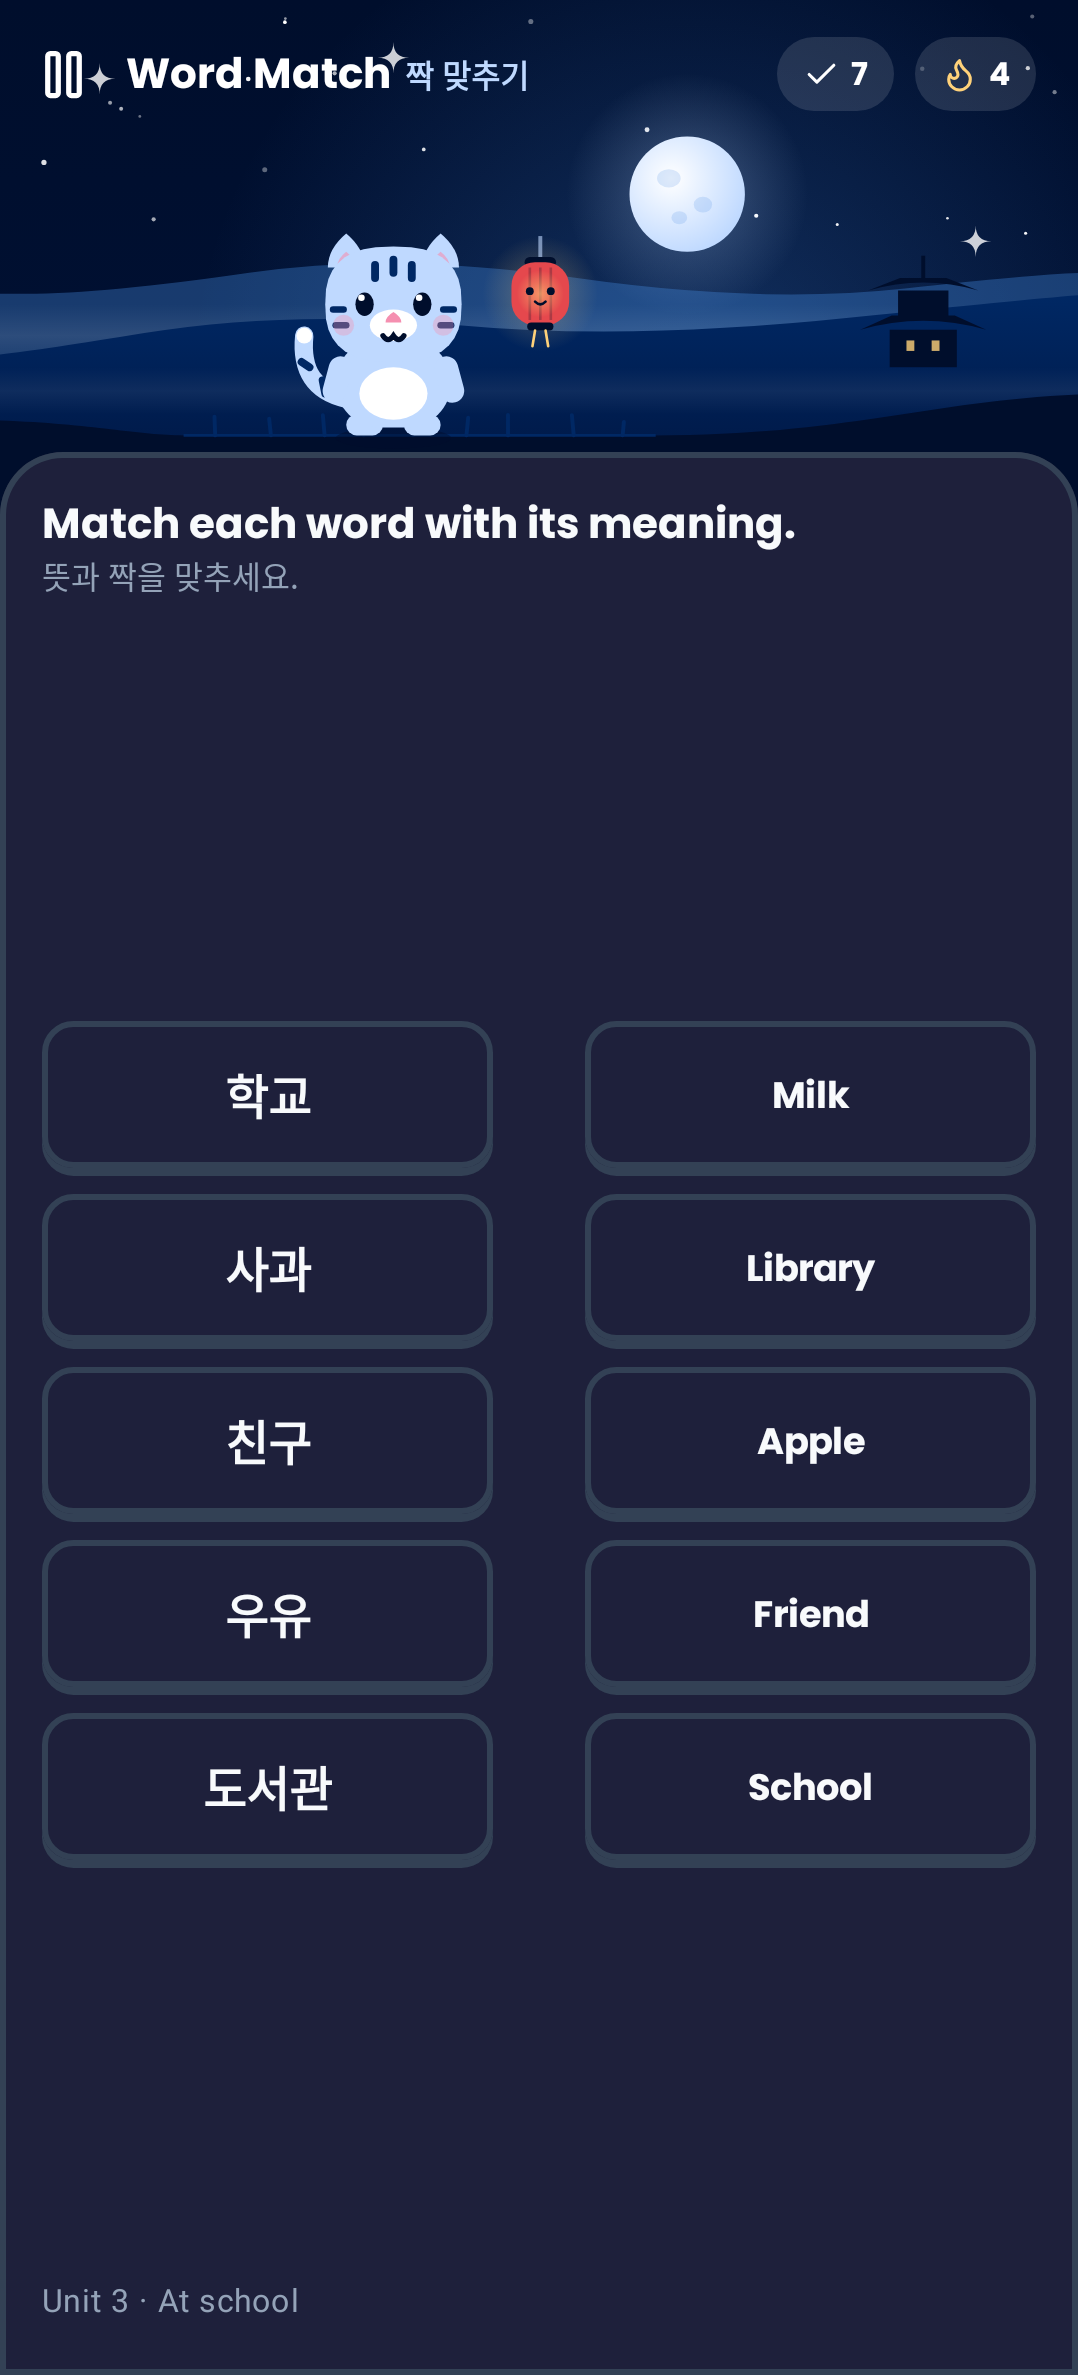 Word·Match 짝 맞추기
7
4
Match each word with its meaning.
뜻과 짝을 맞추세요.
학교
Milk
사과
Library
친구
Apple
우유
Friend
도서관
School
Unit 3 · At school